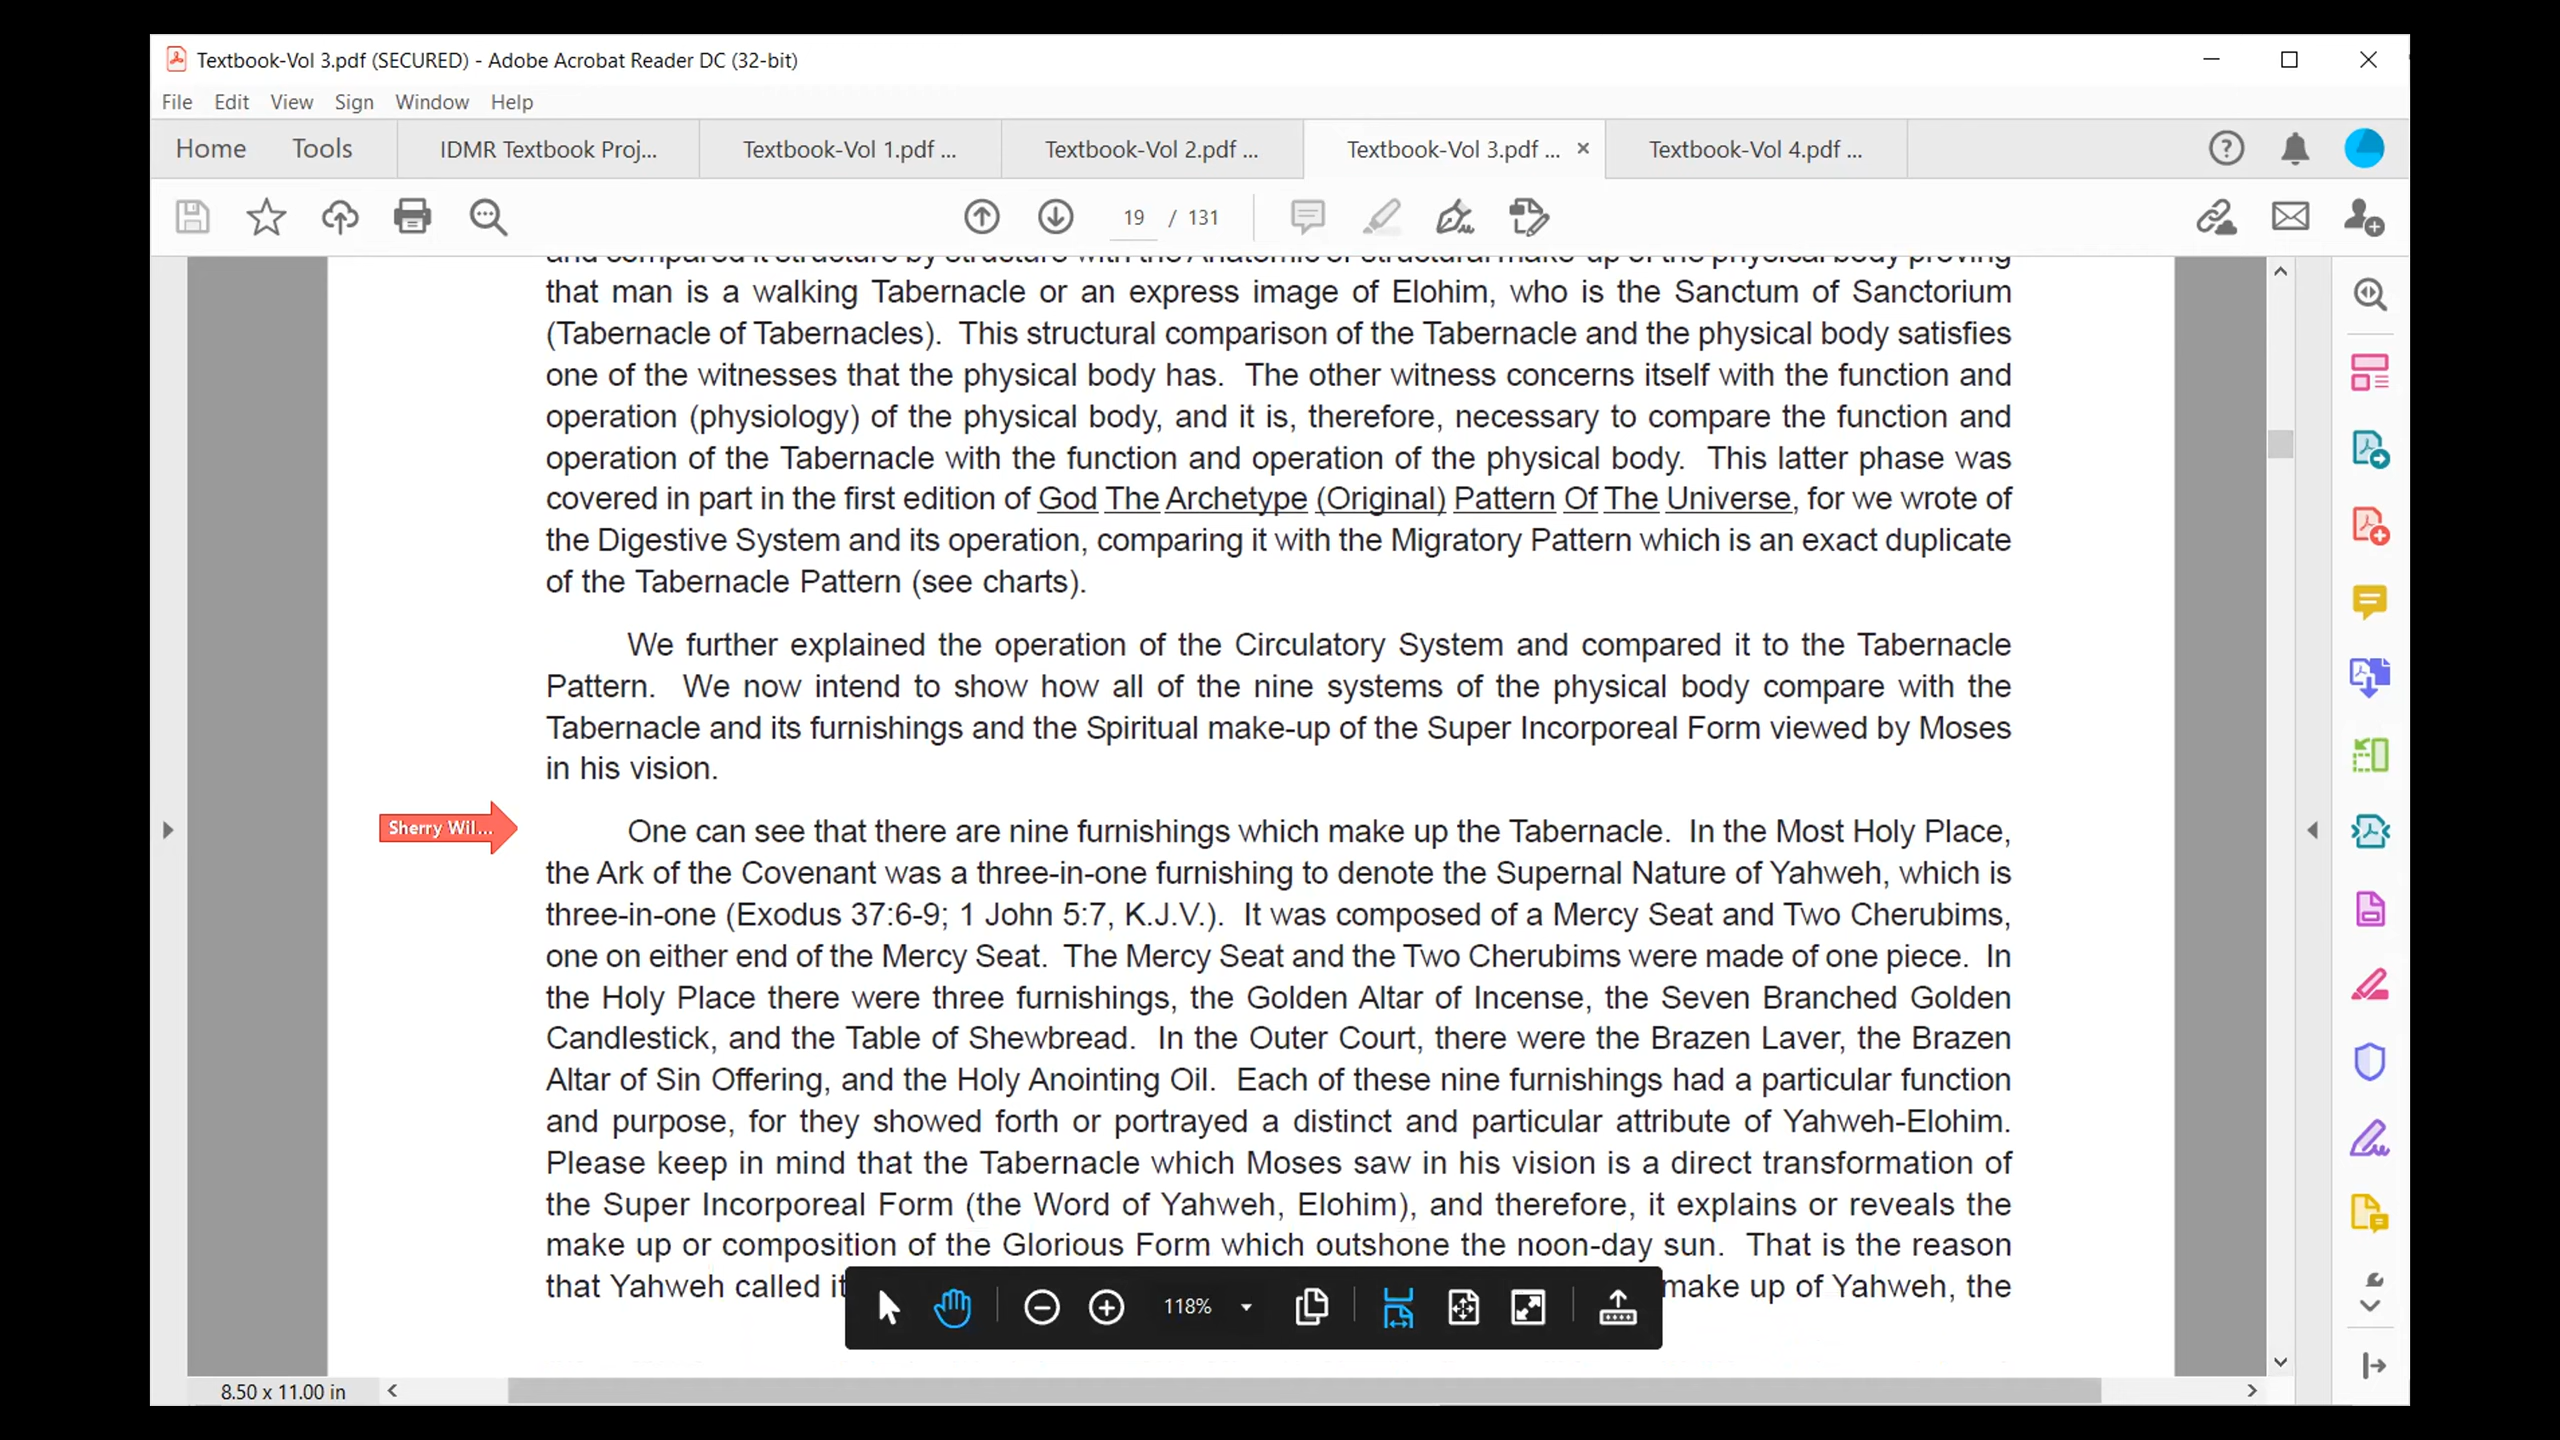 Textbook-Vol 3.pdf (SECURED) - Adobe Acrobat Reader DC (32-bit)
File Edit View Sign Window Help
Home Tools IDMR Textbook Proj... Textbook-Vol 1.pdf ... Textbook-Vol 2.pdf ... Textbook-Vol 3.pdf ... × Textbook-Vol 4.pdf ...
19 / 131
and compared it structure by structure with the Anatomic or structural make-up of the physical body proving
that man is a walking Tabernacle or an express image of Elohim, who is the Sanctum of Sanctorium
(Tabernacle of Tabernacles). This structural comparison of the Tabernacle and the physical body satisfies
one of the witnesses that the physical body has. The other witness concerns itself with the function and
operation (physiology) of the physical body, and it is, therefore, necessary to compare the function and
operation of the Tabernacle with the function and operation of the physical body. This latter phase was
covered in part in the first edition of God The Archetype (Original) Pattern Of The Universe, for we wrote of
the Digestive System and its operation, comparing it with the Migratory Pattern which is an exact duplicate
of the Tabernacle Pattern (see charts).
We further explained the operation of the Circulatory System and compared it to the Tabernacle
Pattern. We now intend to show how all of the nine systems of the physical body compare with the
Tabernacle and its furnishings and the Spiritual make-up of the Super Incorporeal Form viewed by Moses
in his vision.
Sherry Wil...
One can see that there are nine furnishings which make up the Tabernacle. In the Most Holy Place,
the Ark of the Covenant was a three-in-one furnishing to denote the Supernal Nature of Yahweh, which is
three-in-one (Exodus 37:6-9; 1 John 5:7, K.J.V.). It was composed of a Mercy Seat and Two Cherubims,
one on either end of the Mercy Seat. The Mercy Seat and the Two Cherubims were made of one piece. In
the Holy Place there were three furnishings, the Golden Altar of Incense, the Seven Branched Golden
Candlestick, and the Table of Shewbread. In the Outer Court, there were the Brazen Laver, the Brazen
Altar of Sin Offering, and the Holy Anointing Oil. Each of these nine furnishings had a particular function
and purpose, for they showed forth or portrayed a distinct and particular attribute of Yahweh-Elohim.
Please keep in mind that the Tabernacle which Moses saw in his vision is a direct transformation of
the Super Incorporeal Form (the Word of Yahweh, Elohim), and therefore, it explains or reveals the
make up or composition of the Glorious Form which outshone the noon-day sun. That is the reason
that Yahweh called it make up of Yahweh, the
118%
8.50 x 11.00 in